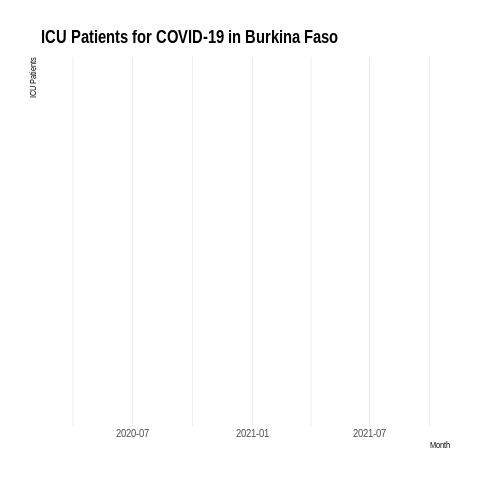 ICU Patients for COVID-19 in Burkina Faso
ICU Patients
2020-07
2021-01
2021-07
Month